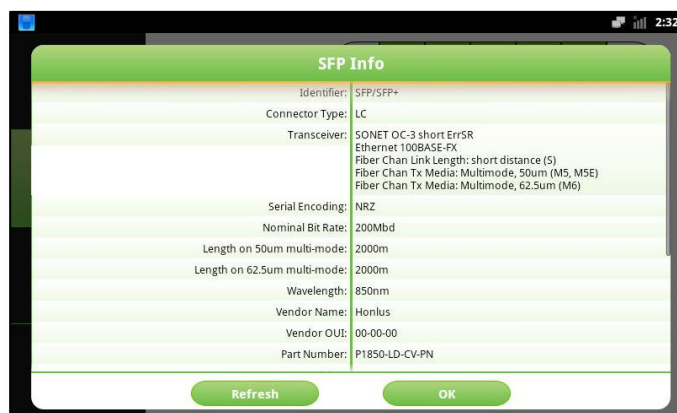 2:32
SFP Info
Identifier: SFP/SFP+
Connector Type: LC
Transceiver: SONET OC-3 short ErrSR
Ethernet 100BASE-FX
Fiber Chan Link Length: short distance (S)
Fiber Chan Tx Media: Multimode, 50um (M5, M5E)
Fiber Chan Tx Media: Multimode, 62.5um (M6)
Serial Encoding: NRZ
Nominal Bit Rate: 200Mbd
Length on 50um multi-mode: 2000m
Length on 62.5um multi-mode: 2000m
Wavelength: 850nm
Vendor Name: Honlus
Vendor OUI: 00-00-00
Part Number: P1850-LD-CV-PN
Refresh OK